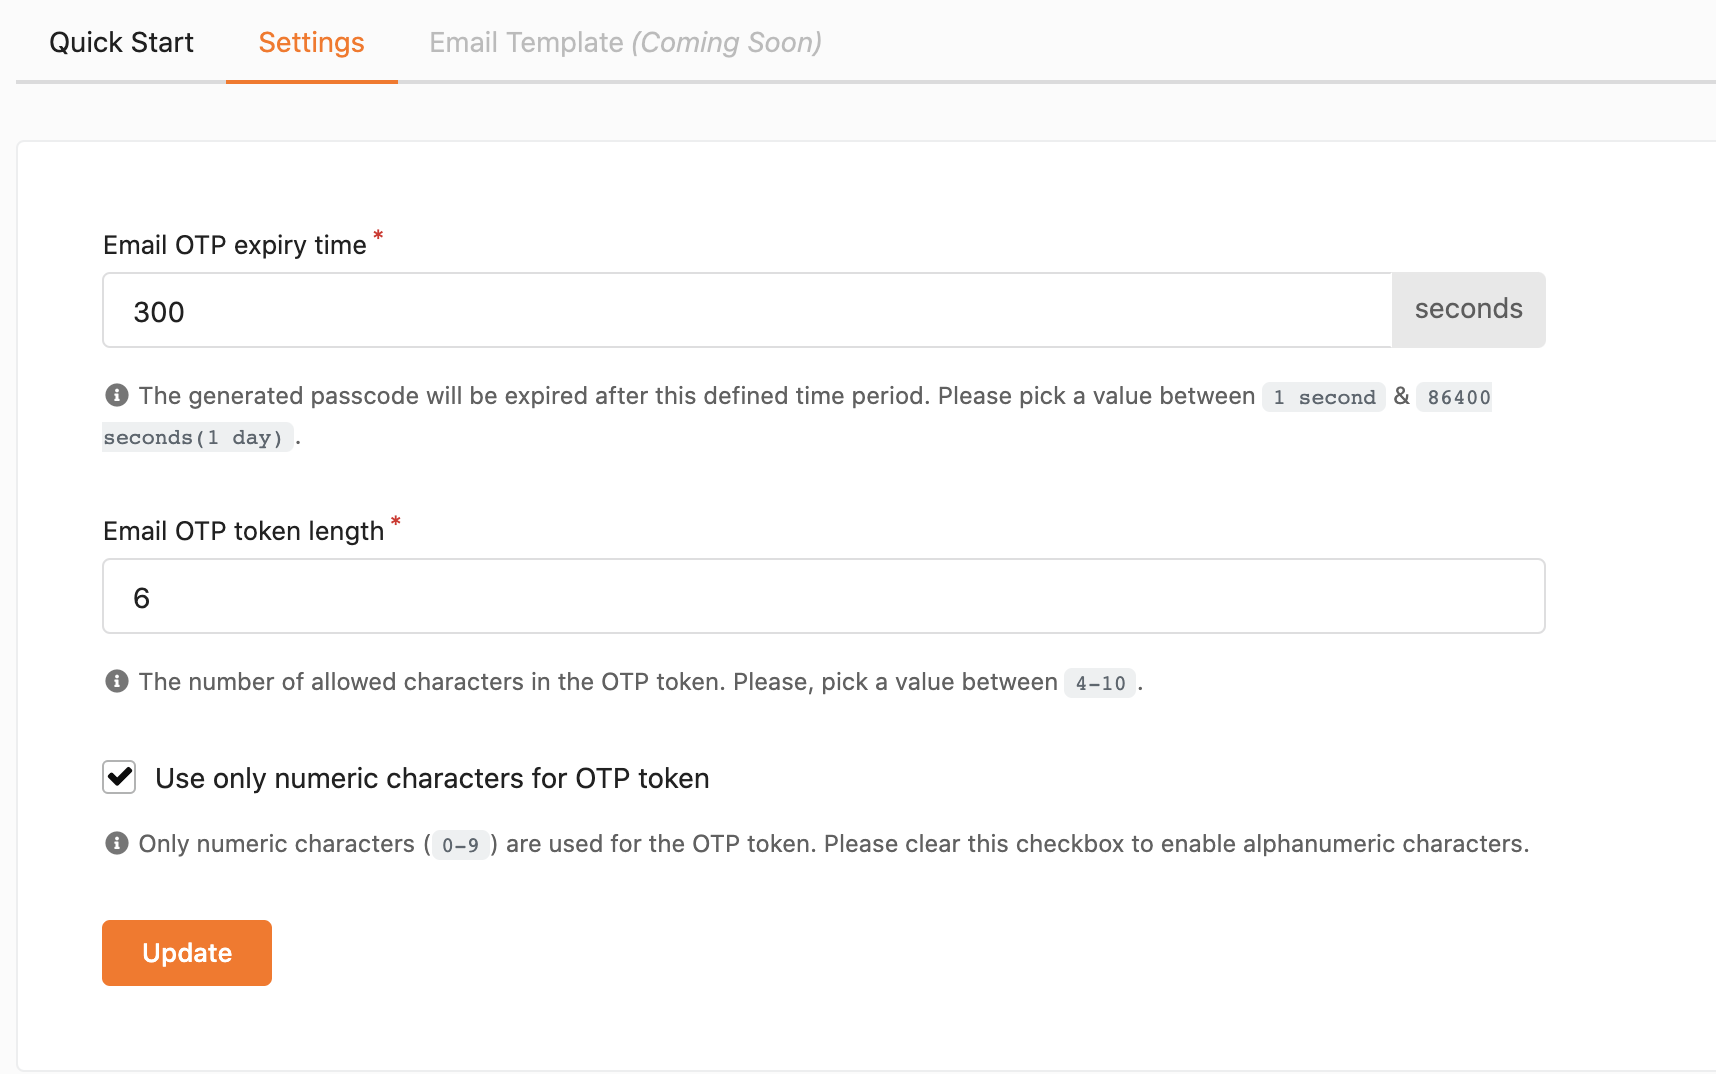 Quick Start Settings Email Template (Coming Soon)
Email OTP expiry time *
300 seconds
The generated passcode will be expired after this defined time period. Please pick a value between 1 second & 86400
seconds(1 day).
Email OTP token length *
6
The number of allowed characters in the OTP token. Please, pick a value between 4-10.
Use only numeric characters for OTP token
Only numeric characters (0-9) are used for the OTP token. Please clear this checkbox to enable alphanumeric characters.
Update